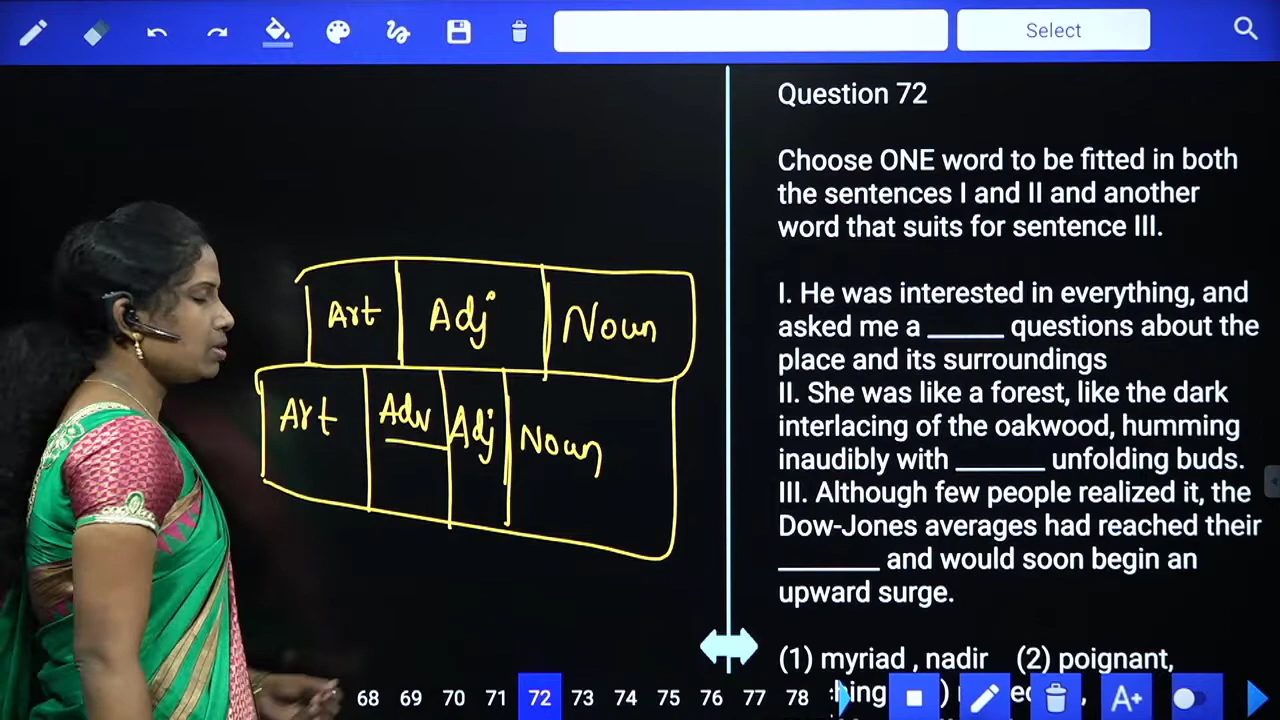 Select
Question 72
Choose ONE word to be fitted in both
the sentences I and II and another
word that suits for sentence III.
I. He was interested in everything, and
asked me a ______ questions about the
place and its surroundings
II. She was like a forest, like the dark
interlacing of the oakwood, humming
inaudibly with ______ unfolding buds.
III. Although few people realized it, the
Dow-Jones averages had reached their
______ and would soon begin an
upward surge.
(1) myriad , nadir (2) poignant,
Art Adj Noun
Art Adv Adj Noun
68 69 70 71 72 73 74 75 76 77 78
A+